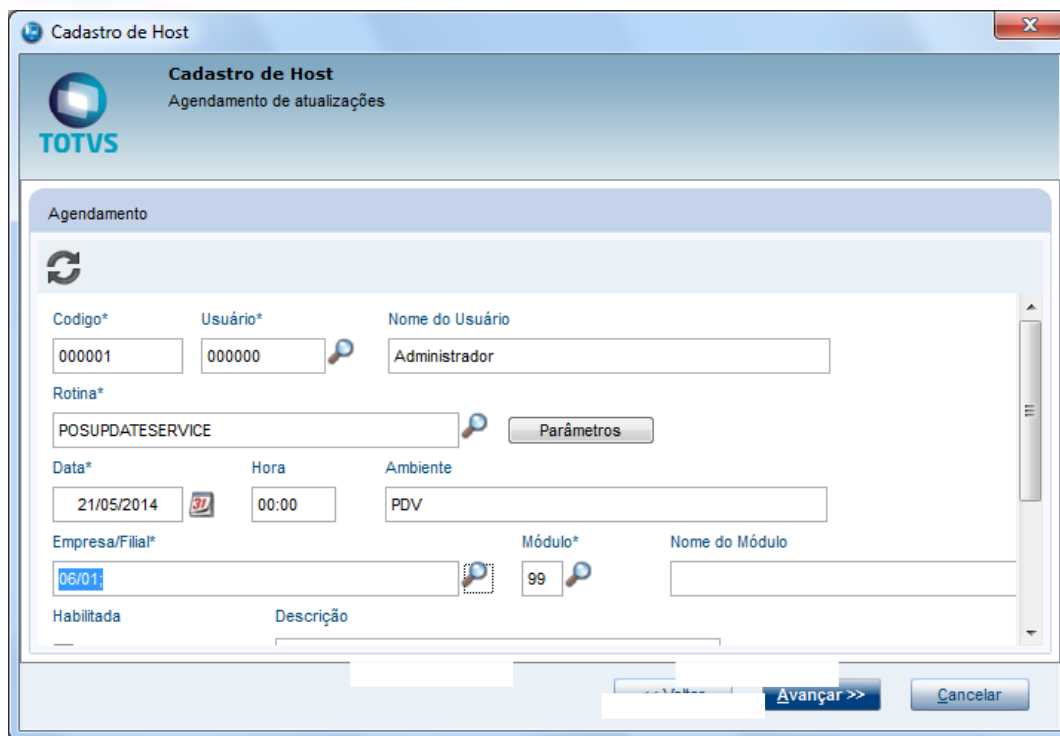 Cadastro de Host
Cadastro de Host
Agendamento de atualizações
TOTVS
Agendamento
Codigo* Usuário* Nome do Usuário
000001 000000 Administrador
Rotina*
POSUPDATESERVICE Parâmetros
Data* Hora Ambiente
21/05/2014 31 00:00 PDV
Empresa/Filial* Módulo* Nome do Módulo
06/01; 99
Habilitada Descrição
Avançar >> Cancelar